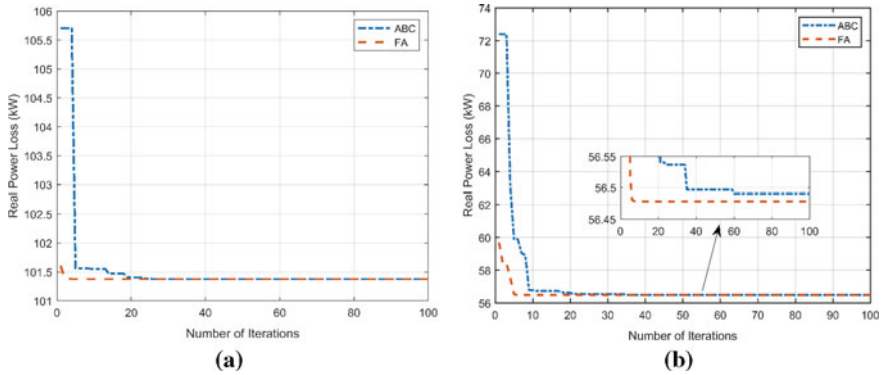 106
105.5
105
104.5
104
103.5
103
102.5
102
101.5
101
Real Power Loss (kW)
0 20 40 60 80 100
Number of Iterations
ABC
FA
(a)
74
72
70
68
66
64
62
60
58
56
Real Power Loss (kW)
0 10 20 30 40 50 60 70 80 90 100
Number of Iterations
ABC
FA
56.55
56.5
56.45
0 20 40 60 80 100
(b)